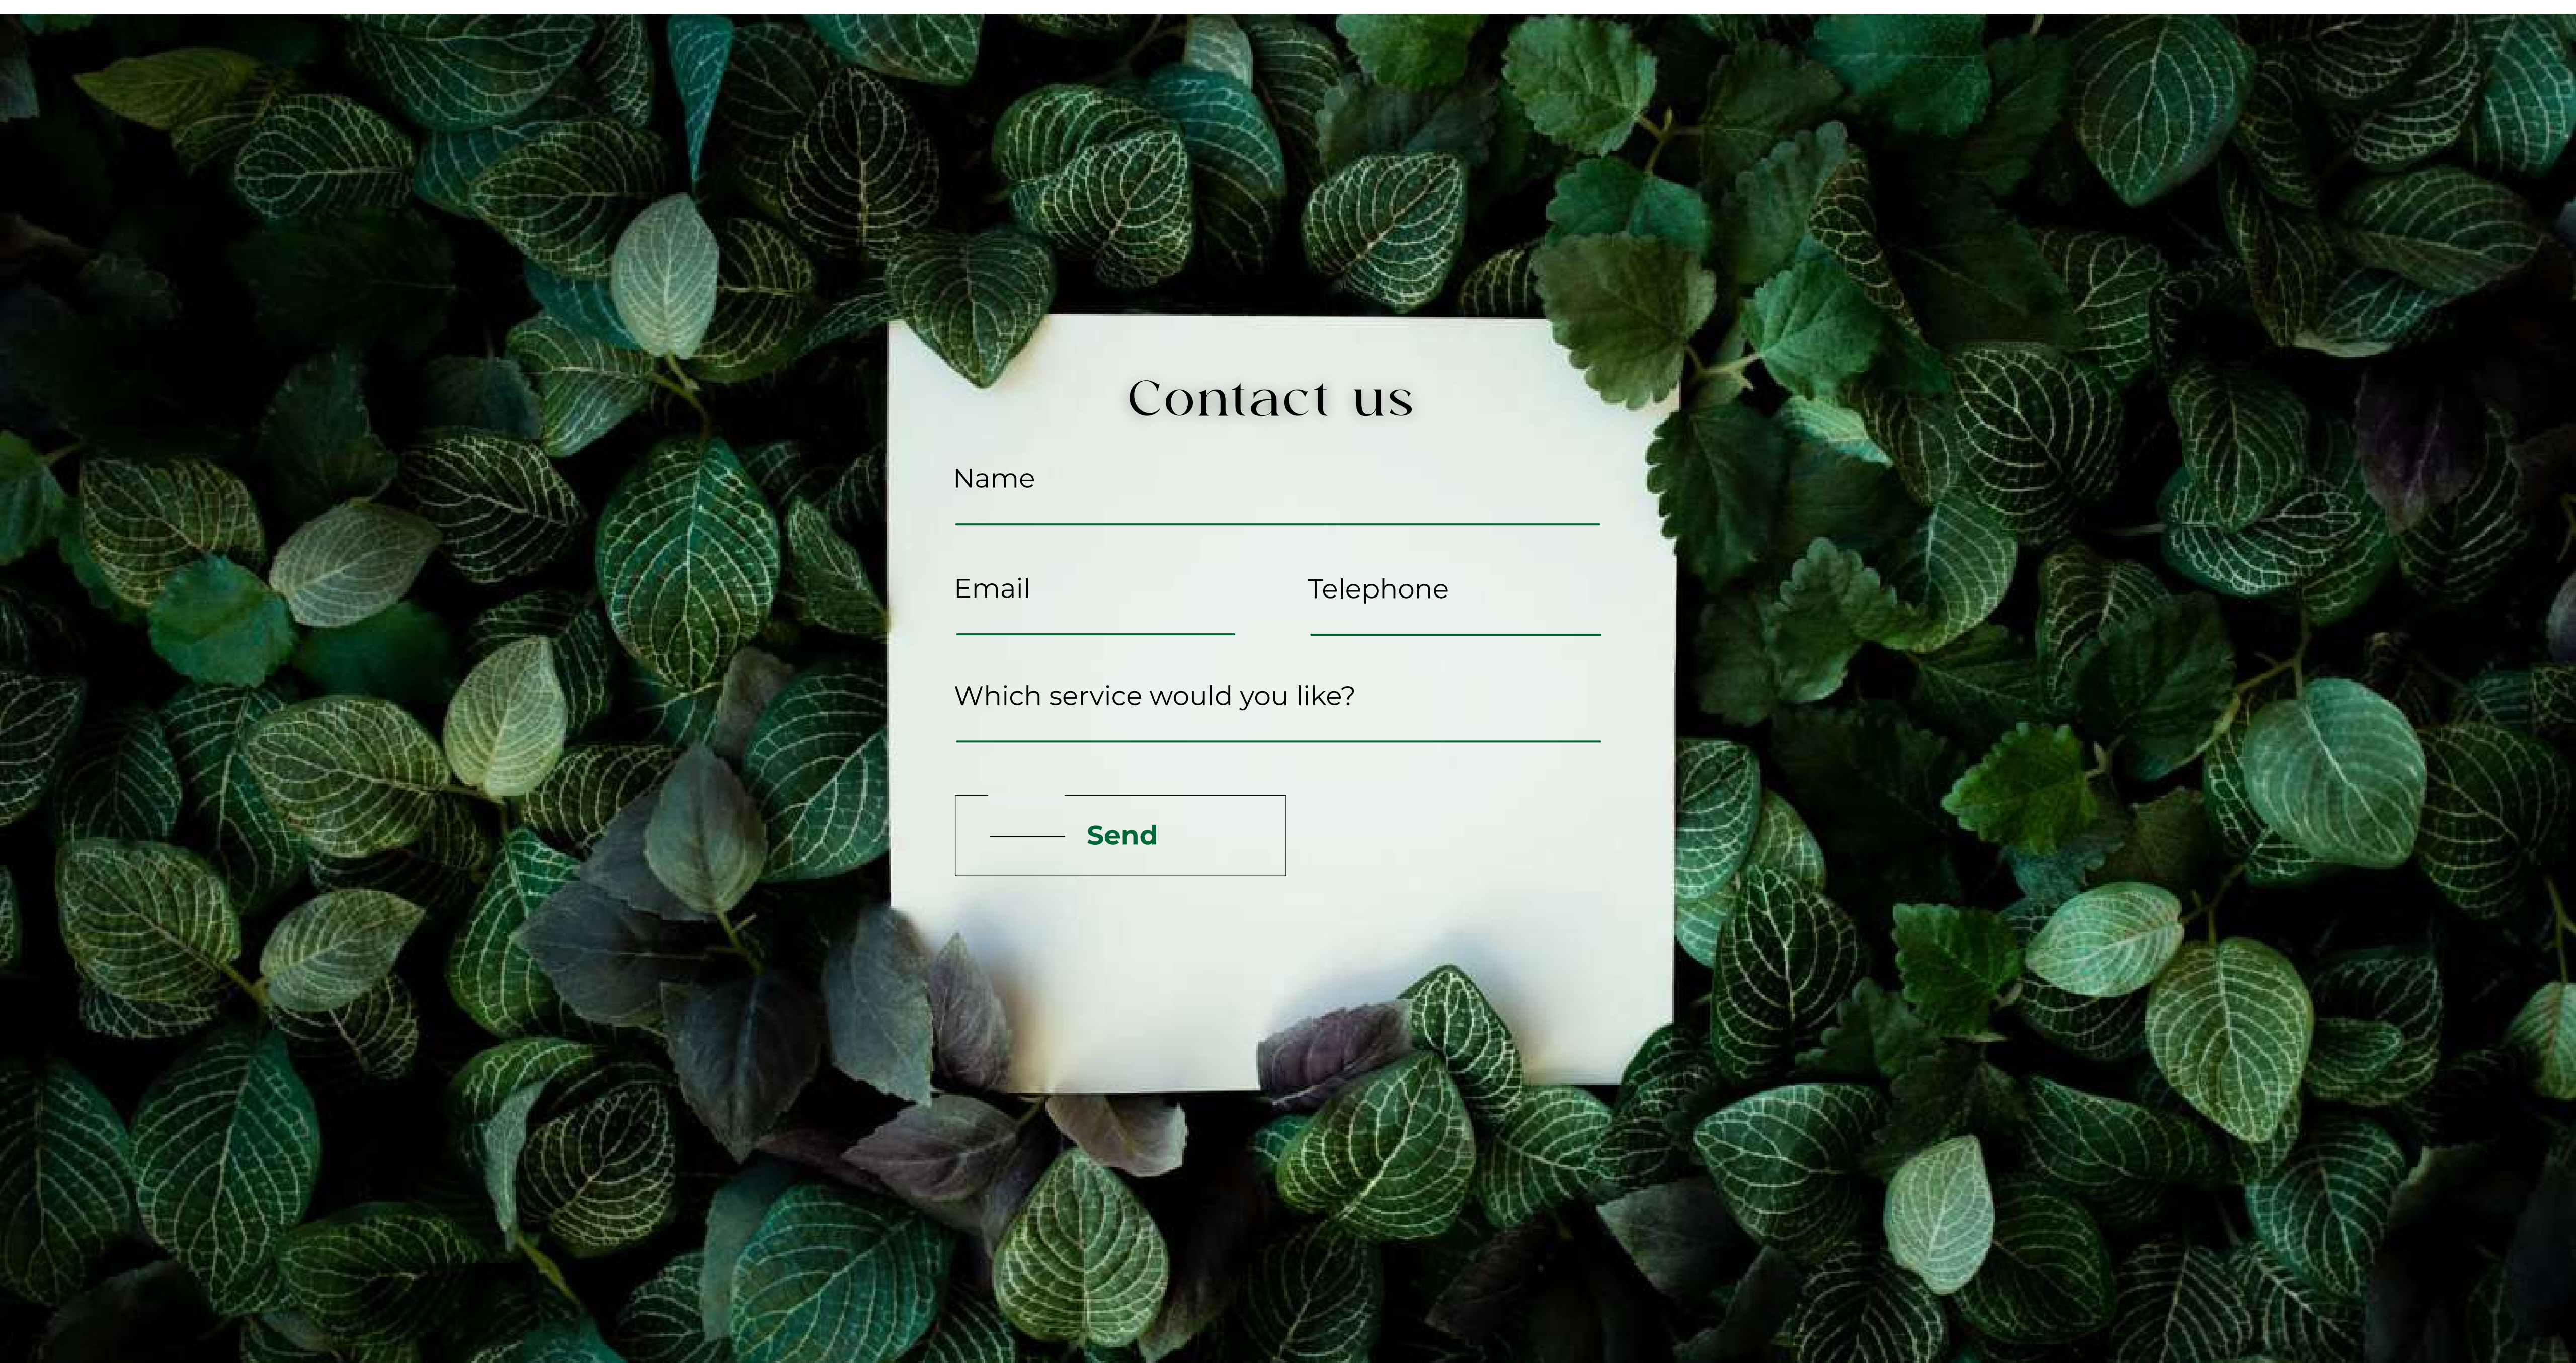 Contact us
Name
Email
Telephone
Which service would you like?
Send